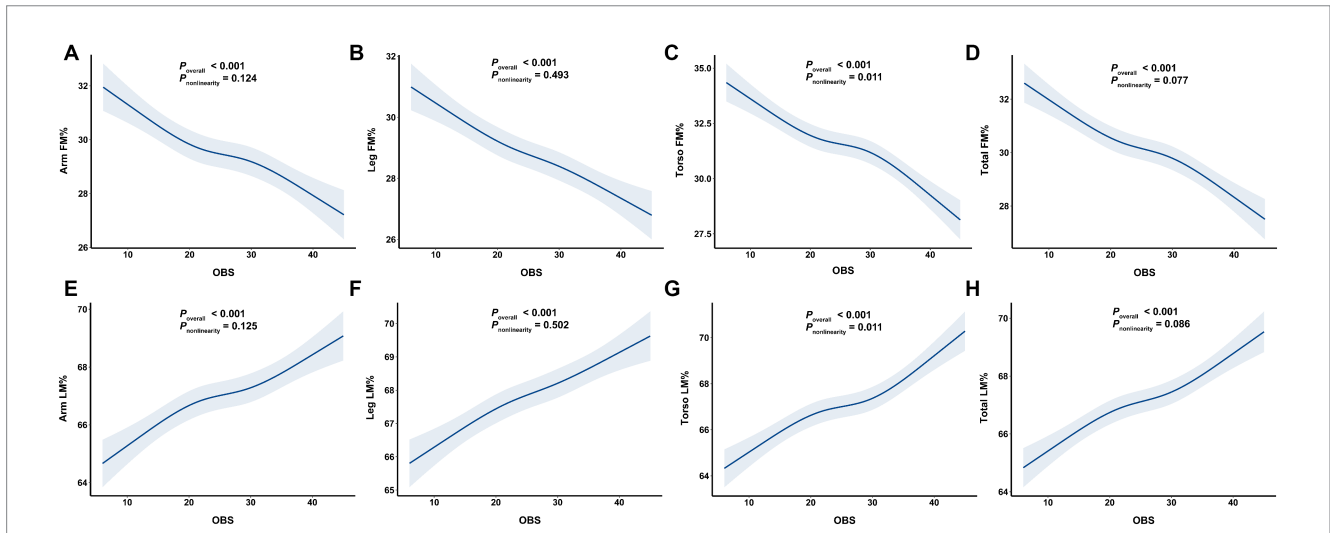 A
P overall < 0.001
P nonlinearity = 0.124
Arm FM%
32
30
28
26
10 20 30 40
OBS
B
P overall < 0.001
P nonlinearity = 0.493
Leg FM%
32
30
28
26
10 20 30 40
OBS
C
P overall < 0.001
P nonlinearity = 0.011
Torso FM%
35.0
32.5
30.0
27.5
10 20 30 40
OBS
D
P overall < 0.001
P nonlinearity = 0.077
Total FM%
32
30
28
10 20 30 40
OBS
E
P overall < 0.001
P nonlinearity = 0.125
Arm LM%
70
68
66
64
10 20 30 40
OBS
F
P overall < 0.001
P nonlinearity = 0.502
Leg LM%
70
69
68
67
66
65
10 20 30 40
OBS
G
P overall < 0.001
P nonlinearity = 0.011
Torso LM%
70
68
66
64
10 20 30 40
OBS
H
P overall < 0.001
P nonlinearity = 0.086
Total LM%
70
68
66
64
10 20 30 40
OBS